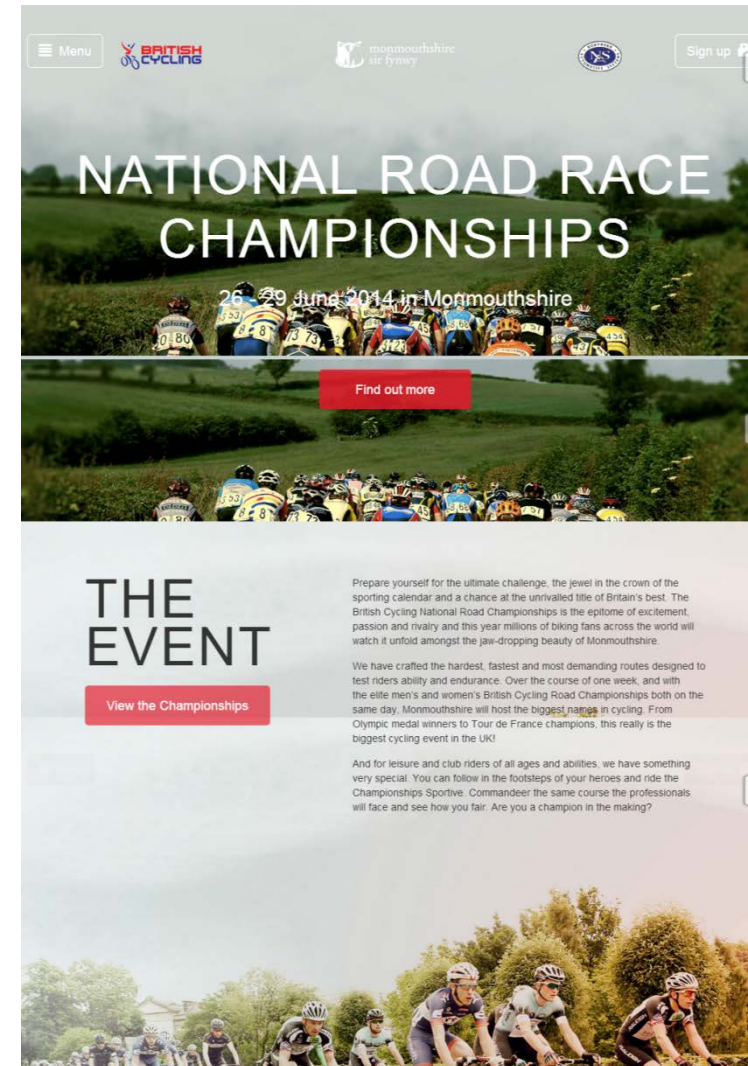 Menu
BRITISH
CYCLING
monmouthshire
sir fynwy
NS
Sign up
NATIONAL ROAD RACE
CHAMPIONSHIPS
26 - 29 June 2014 in Monmouthshire
Find out more
THE
EVENT
View the Championships
Prepare yourself for the ultimate challenge, the jewel in the crown of the
sporting calendar and a chance at the unrivalled title of Britain's best. The
British Cycling National Road Championships is the epitome of excitement,
passion and rivalry and this year millions of biking fans across the world will
watch it unfold amongst the jaw-dropping beauty of Monmouthshire.
We have crafted the hardest, fastest and most demanding routes designed to
test riders ability and endurance. Over the course of one week, and with
the elite men's and women's British Cycling Road Championships both on the
same day, Monmouthshire will host the biggest names in cycling. From
Olympic medal winners to Tour de France champions, this really is the
biggest cycling event in the UK!
And for leisure and club riders of all ages and abilities, we have something
very special. You can follow in the footsteps of your heroes and ride the
Championships Sportive. Commandeer the same course the professionals
will face and see how you fair. Are you a champion in the making?